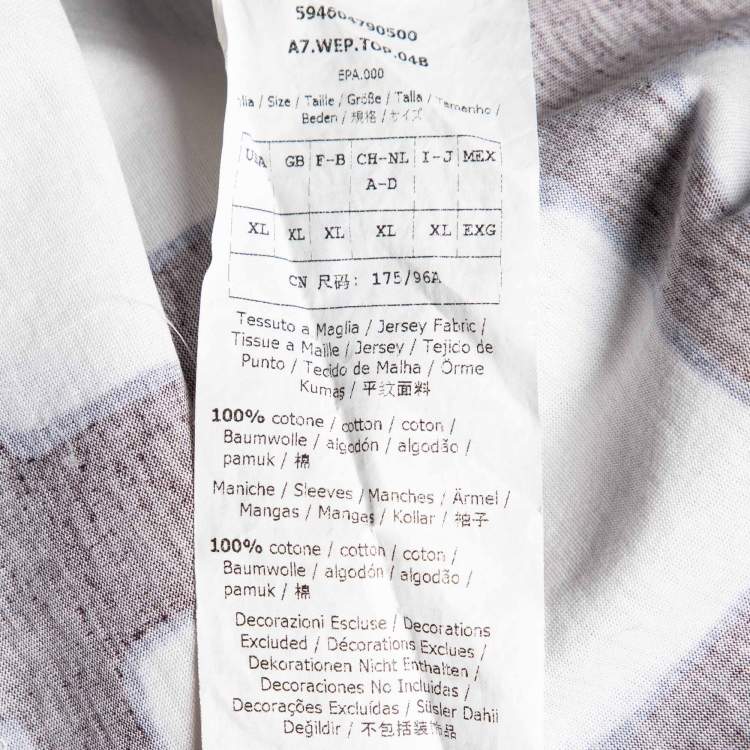 594604790500
A7.WEP.TOP.04B
EPA.000
/ Size / Taille / Größe / Talla / Tamanho /
Beden / 規格 / サイズ
USA GB F-B CH-NL I-J MEX
A-D
XL XL XL XL XL EXG
CN 尺码: 175/96A
Tessuto a Maglia / Jersey Fabric /
Tissue a Maille / Jersey / Tejido de
Punto / Tecido de Malha / Örme
Kumaş / 平纹面料
100% cotone / cotton / coton /
Baumwolle / algodón / algodão /
pamuk / 棉
Maniche / Sleeves / Manches / Ärmel /
Mangas / Mangas / Kollar / 袖子
100% cotone / cotton / coton /
Baumwolle / algodón / algodão /
pamuk / 棉
Decorazioni Escluse / Decorations
Excluded / Décorations Exclues /
Dekorationen Nicht Enthalten /
Decoraciones No Incluidas /
Decorações Excluídas / Süsler Dahil
Değildir / 不包括装饰品